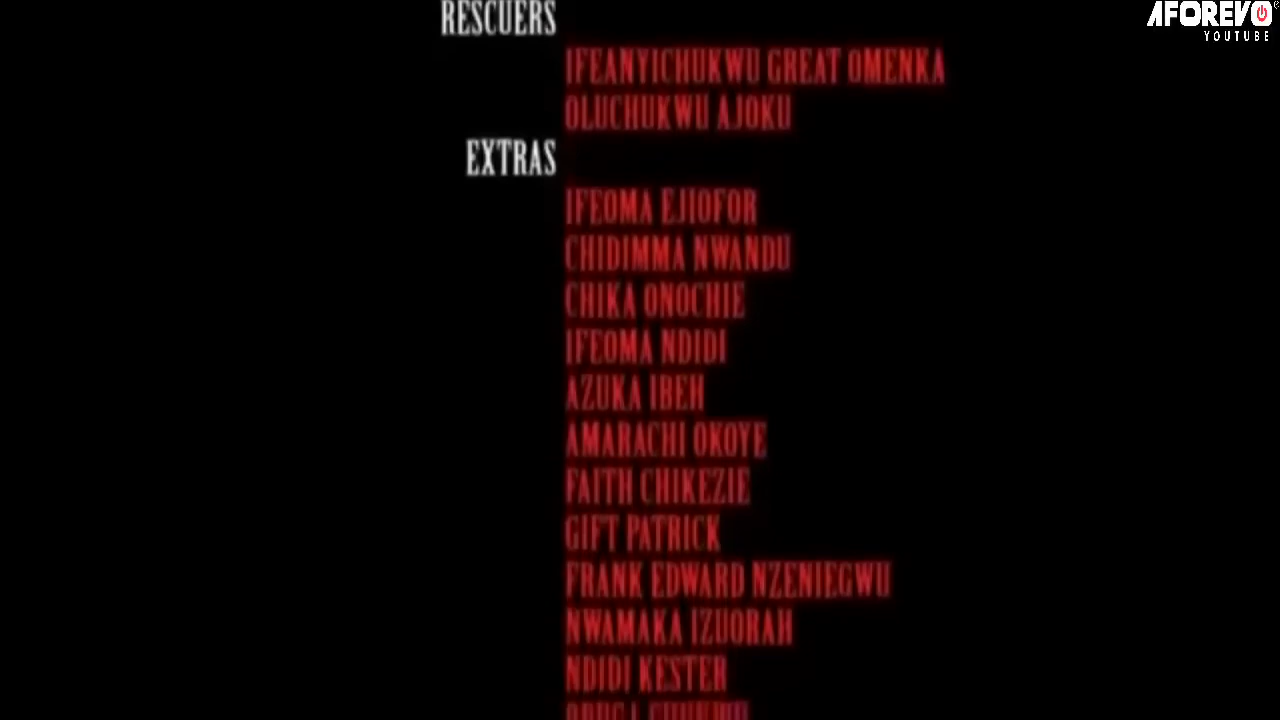 RESCUERS
AFOREVO
YOUTUBE
IFEANYICHUKWU GREAT OMENKA
OLUCHUKWU AJOKU
EXTRAS
IFEOMA EJIOFOR
CHIDIMMA NWANDU
CHIKA ONOCHIE
IFEOMA NDIDI
AZUKA IBEH
AMARACHI OKOYE
FAITH CHIKEZIE
GIFT PATRICK
FRANK EDWARD NZENIEGWU
NWAMAKA IZUORAH
NDIDI KESTER